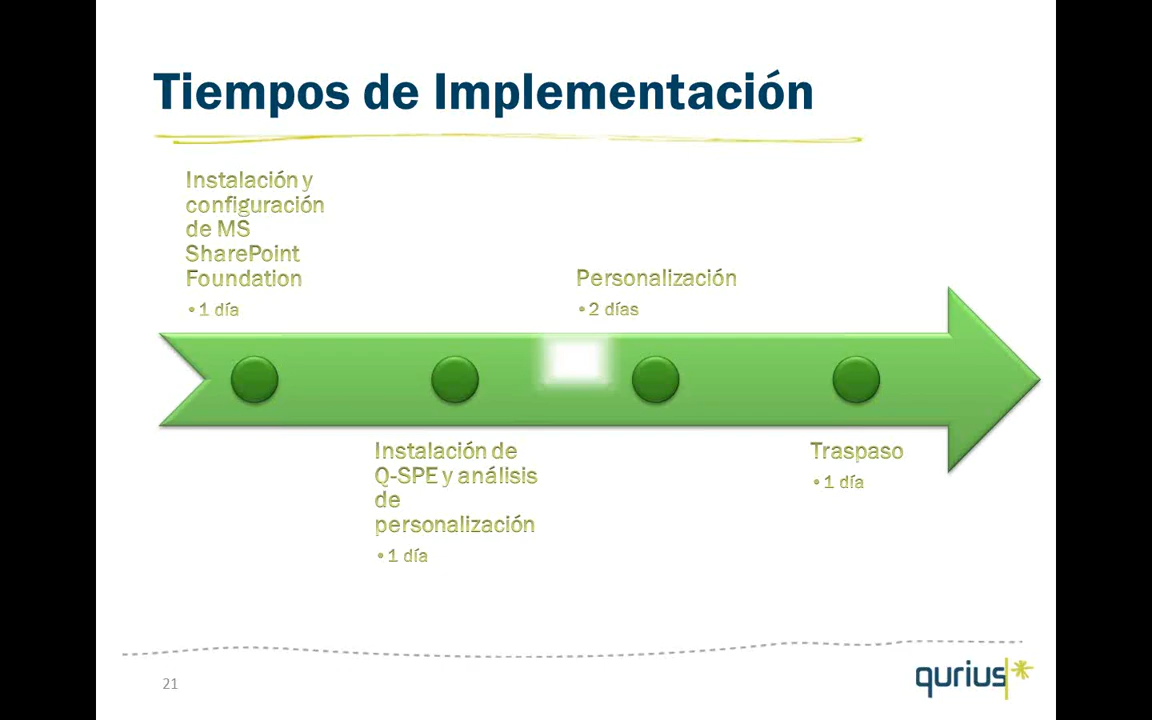 Tiempos de Implementación
Instalación y
configuración
de MS
SharePoint
Foundation
• 1 día
Personalización
• 2 días
Instalación de
Q-SPE y análisis
de
personalización
• 1 día
Traspaso
• 1 día
21
qurius